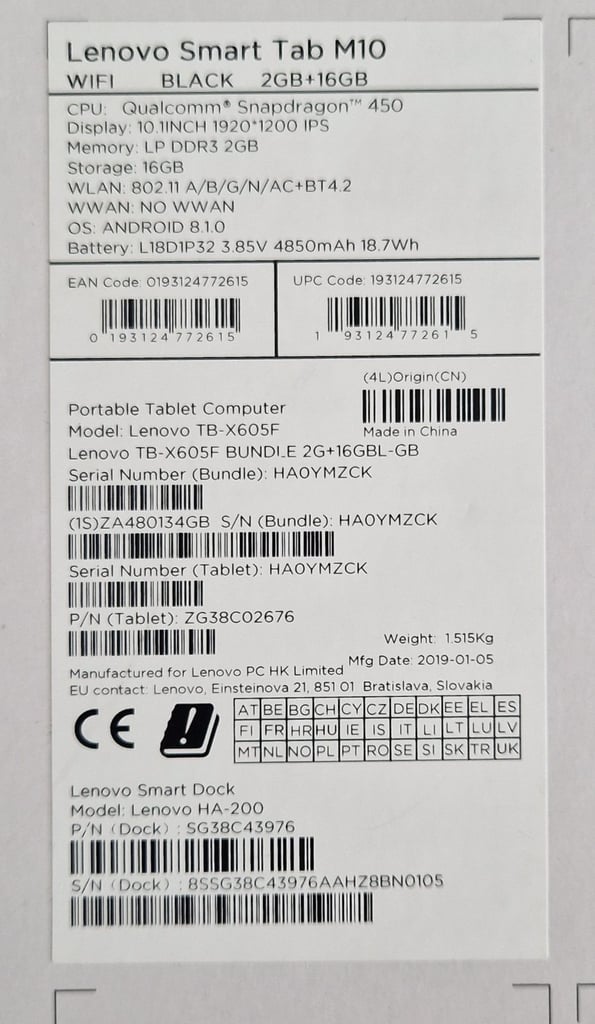 Lenovo Smart Tab M10
WIFI BLACK 2GB+16GB
CPU: Qualcomm® Snapdragon™ 450
Display: 10.1INCH 1920*1200 IPS
Memory: LP DDR3 2GB
Storage: 16GB
WLAN: 802.11 A/B/G/N/AC+BT4.2
WWAN: NO WWAN
OS: ANDROID 8.1.0
Battery: L18D1P32 3.85V 4850mAh 18.7Wh
EAN Code: 0193124772615
0 193124 772615
UPC Code: 193124772615
1 93124 77261 5
(4L)Origin(CN)
Made in China
Portable Tablet Computer
Model: Lenovo TB-X605F
Lenovo TB-X605F BUNDLE 2G+16GBL-GB
Serial Number (Bundle): HA0YMZCK
(1S)ZA480134GB S/N (Bundle): HA0YMZCK
Serial Number (Tablet): HA0YMZCK
P/N (Tablet): ZG38C02676
Weight: 1.515Kg
Mfg Date: 2019-01-05
Manufactured for Lenovo PC HK Limited
EU contact: Lenovo, Einsteinova 21, 851 01 Bratislava, Slovakia
CE
AT BE BG CH CY CZ DE DK EE EL ES
FI FR HR HU IE IS IT LI LT LU LV
MT NL NO PL PT RO SE SI SK TR UK
Lenovo Smart Dock
Model: Lenovo HA-200
P/N (Dock) : SG38C43976
S/N (Dock) : 8SSG38C43976AAHZ8BN0105